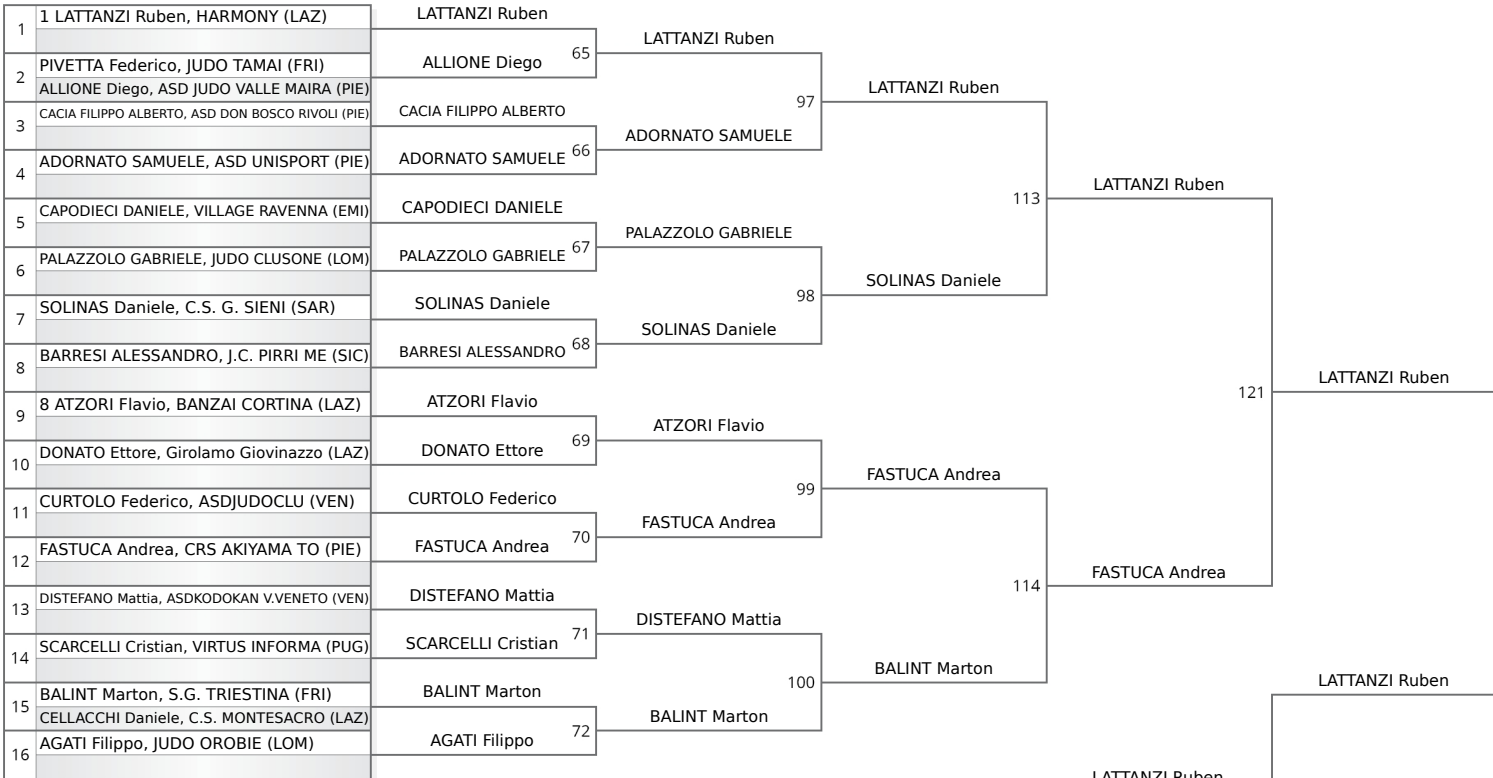 1 LATTANZI Ruben, HARMONY (LAZ)
1
PIVETTA Federico, JUDO TAMAI (FRI)
2
ALLIONE Diego, ASD JUDO VALLE MAIRA (PIE)
CACIA FILIPPO ALBERTO, ASD DON BOSCO RIVOLI (PIE)
3
ADORNATO SAMUELE, ASD UNISPORT (PIE)
4
CAPODIECI DANIELE, VILLAGE RAVENNA (EMI)
5
PALAZZOLO GABRIELE, JUDO CLUSONE (LOM)
6
SOLINAS Daniele, C.S. G. SIENI (SAR)
7
BARRESI ALESSANDRO, J.C. PIRRI ME (SIC)
8
8 ATZORI Flavio, BANZAI CORTINA (LAZ)
9
DONATO Ettore, Girolamo Giovinazzo (LAZ)
10
CURTOLO Federico, ASDJUDOCLU (VEN)
11
FASTUCA Andrea, CRS AKIYAMA TO (PIE)
12
DISTEFANO Mattia, ASDKODOKAN V.VENETO (VEN)
13
SCARCELLI Cristian, VIRTUS INFORMA (PUG)
14
BALINT Marton, S.G. TRIESTINA (FRI)
15
CELLACCHI Daniele, C.S. MONTESACRO (LAZ)
AGATI Filippo, JUDO OROBIE (LOM)
16
LATTANZI Ruben
65
ALLIONE Diego
CACIA FILIPPO ALBERTO
66
ADORNATO SAMUELE
CAPODIECI DANIELE
67
PALAZZOLO GABRIELE
SOLINAS Daniele
68
BARRESI ALESSANDRO
ATZORI Flavio
69
DONATO Ettore
CURTOLO Federico
70
FASTUCA Andrea
DISTEFANO Mattia
71
SCARCELLI Cristian
BALINT Marton
72
AGATI Filippo
LATTANZI Ruben
97
ADORNATO SAMUELE
PALAZZOLO GABRIELE
98
SOLINAS Daniele
ATZORI Flavio
99
FASTUCA Andrea
DISTEFANO Mattia
100
BALINT Marton
LATTANZI Ruben
113
SOLINAS Daniele
FASTUCA Andrea
114
BALINT Marton
LATTANZI Ruben
121
FASTUCA Andrea
LATTANZI Ruben
LATTANZI Ruben
LATTANZI Ruben